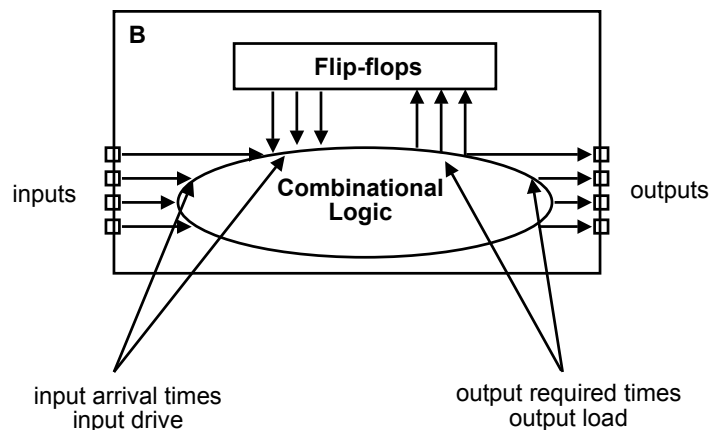 B
Flip-flops
Combinational
Logic
inputs
outputs
input arrival times
input drive
output required times
output load